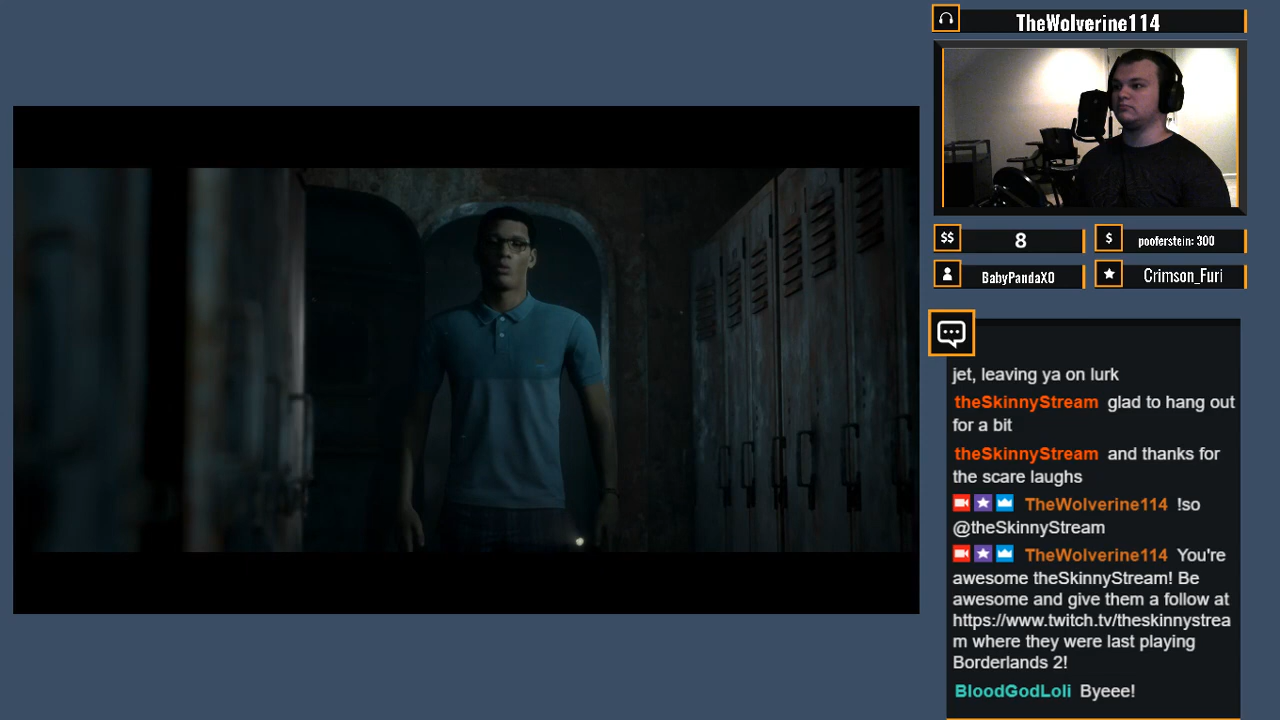 TheWolverine114
$$
8
$
pooferstein: 300
BabyPandaXO
Crimson_Furi
jet, leaving ya on lurk
theSkinnyStream glad to hang out
for a bit
theSkinnyStream and thanks for
the scare laughs
TheWolverine114 !so
@theSkinnyStream
TheWolverine114 You're
awesome theSkinnyStream! Be
awesome and give them a follow at
https://www.twitch.tv/theskinnystrea
m where they were last playing
Borderlands 2!
BloodGodLoli Byeee!